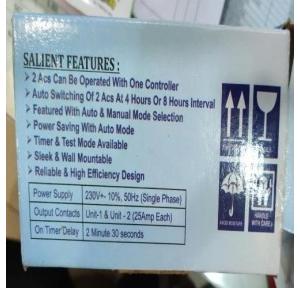 SALIENT FEATURES :
➤ 2 Acs Can Be Operated With One Controller
➤ Auto Switching Of 2 Acs At 4 Hours Or 8 Hours Interval
➤ Featured With Auto & Manual Mode Selection
➤ Power Saving With Auto Mode
➤ Timer & Test Mode Available
➤ Sleek & Wall Mountable
➤ Reliable & High Efficiency Design
Power Supply 230V+- 10%, 50Hz (Single Phase)
Output Contacts Unit-1 & Unit - 2 (25Amp Each)
On Timer Delay 2 Minute 30 seconds
AVOID MOISTURE
HANDLE
WITH CARE